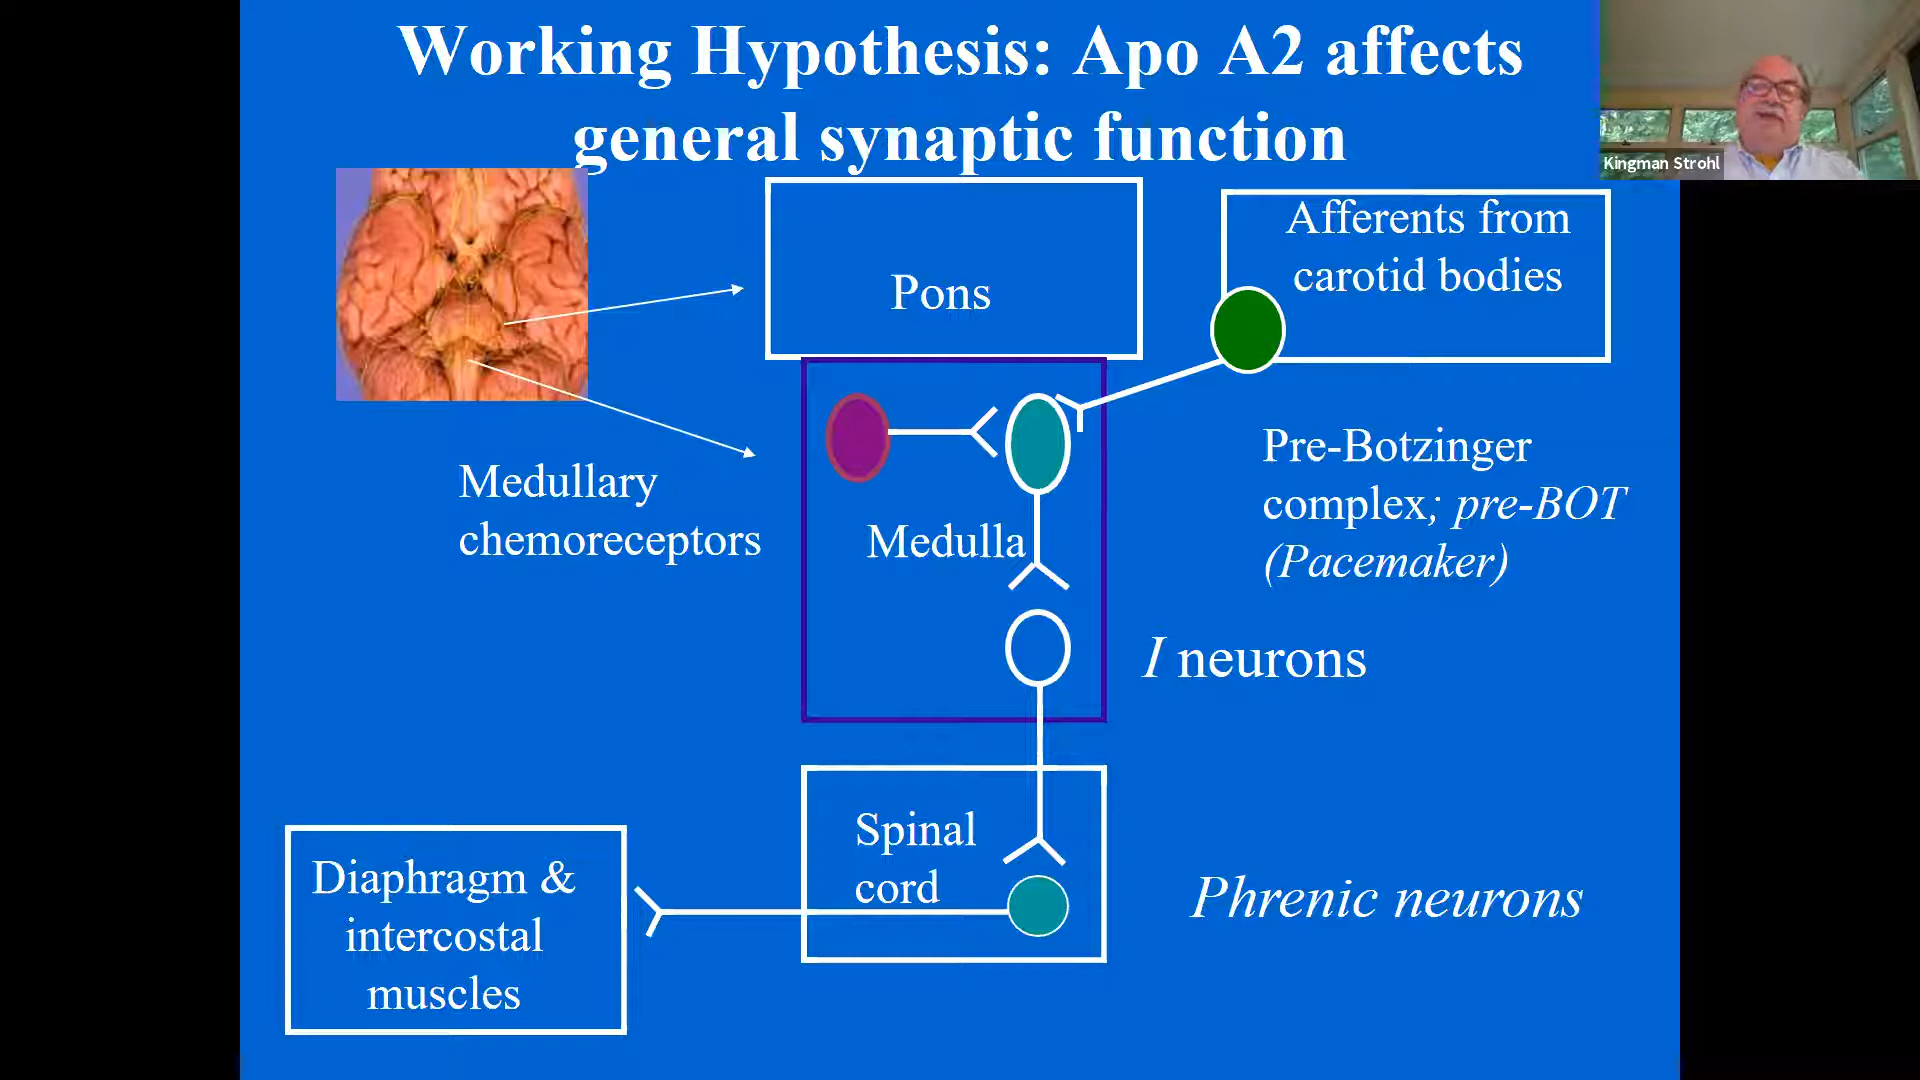 Working Hypothesis: Apo A2 affects
general synaptic function
Kingman Strohl
Pons
Afferents from
carotid bodies
Medullary
chemoreceptors
Medulla
Pre-Botzinger
complex; pre-BOT
(Pacemaker)
I neurons
Spinal
cord
Diaphragm &
intercostal
muscles
Phrenic neurons